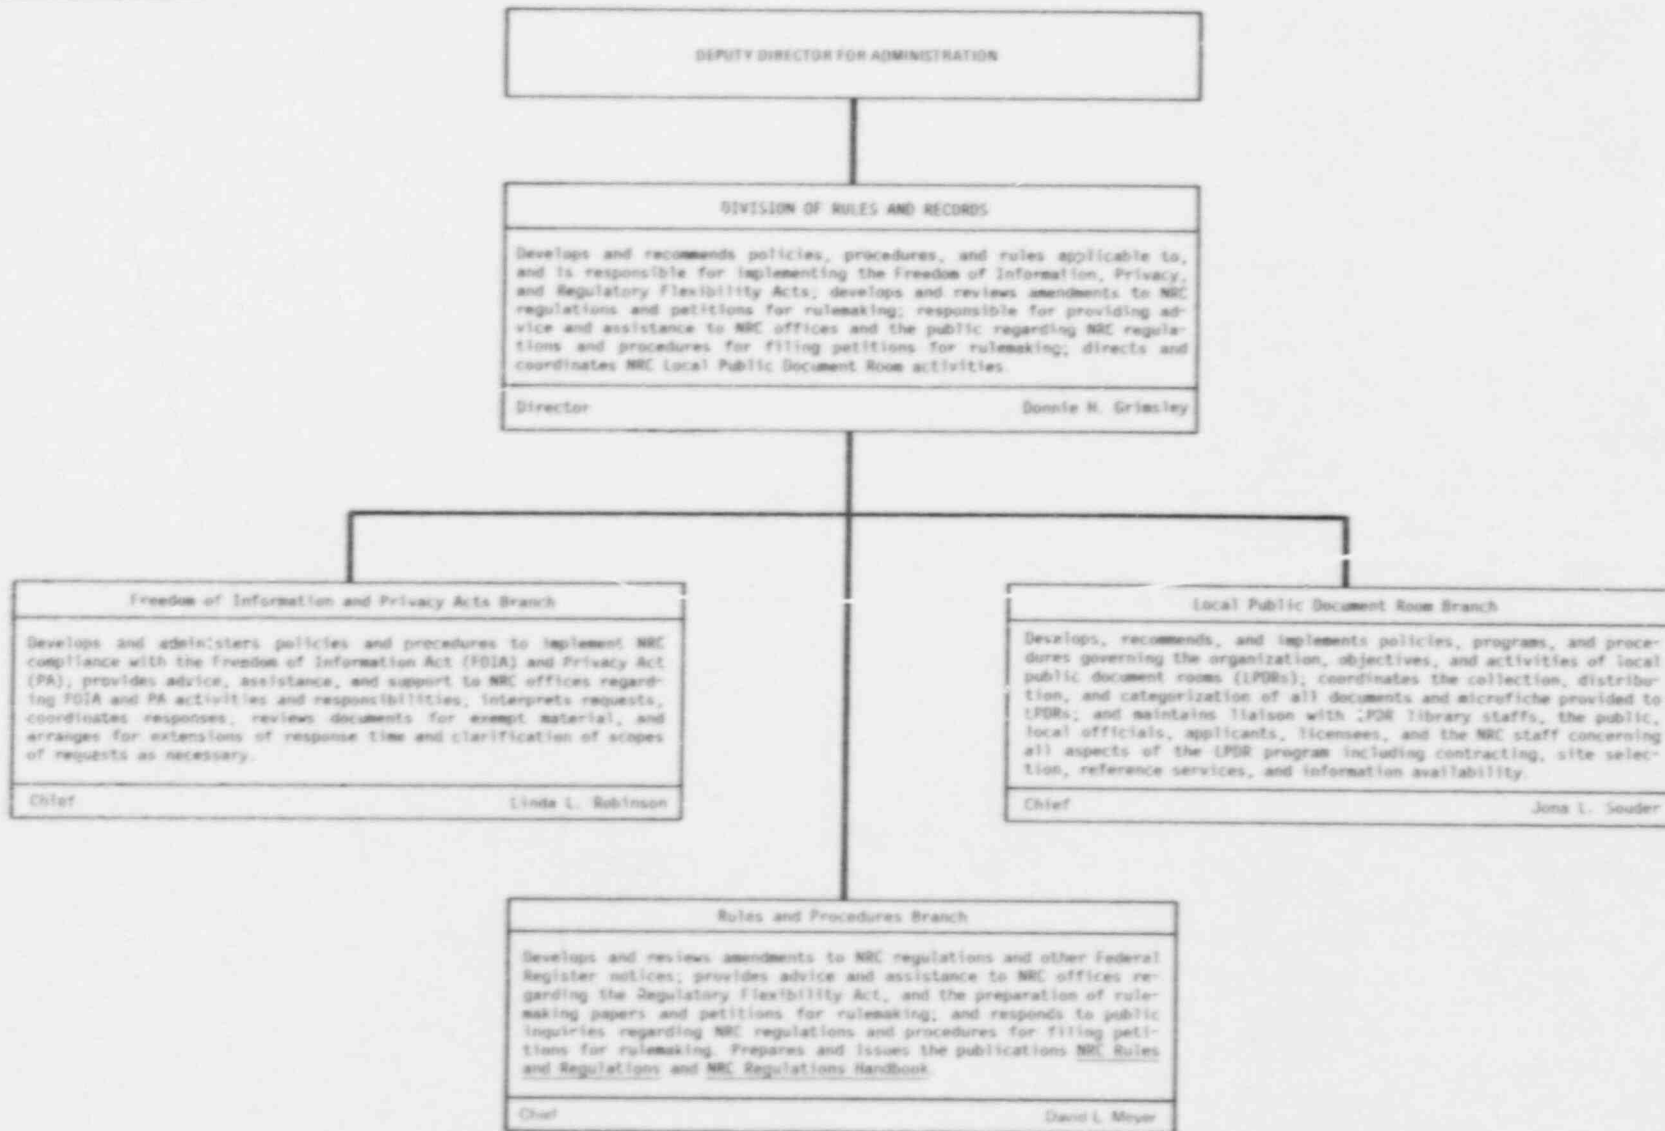 DEPUTY DIRECTOR FOR ADMINISTRATION
DIVISION OF RULES AND RECORDS
Develops and recommends policies, procedures, and rules applicable to,
and is responsible for implementing the Freedom of Information, Privacy,
and Regulatory Flexibility Acts; develops and reviews amendments to NRC
regulations and petitions for rulemaking; responsible for providing ad-
vice and assistance to NRC offices and the public regarding NRC regula-
tions and procedures for filing petitions for rulemaking; directs and
coordinates NRC Local Public Document Room activities.
Director Donnie H. Grimsley
Freedom of Information and Privacy Acts Branch
Develops and administers policies and procedures to implement NRC
compliance with the Freedom of Information Act (FOIA) and Privacy Act
(PA), provides advice, assistance, and support to NRC offices regard-
ing FOIA and PA activities and responsibilities, interprets requests,
coordinates responses, reviews documents for exempt material, and
arranges for extensions of response time and clarification of scopes
of requests as necessary.
Chief Linda L. Robinson
Local Public Document Room Branch
Develops, recommends, and implements policies, programs, and proce-
dures governing the organization, objectives, and activities of local
public document rooms (LPDRs); coordinates the collection, distribu-
tion, and categorization of all documents and microfiche provided to
LPDRs; and maintains liaison with LPDR library staffs, the public,
local officials, applicants, licensees, and the NRC staff concerning
all aspects of the LPDR program including contracting, site selec-
tion, reference services, and information availability.
Chief Jona L. Souder
Rules and Procedures Branch
Develops and reviews amendments to NRC regulations and other Federal
Register notices; provides advice and assistance to NRC offices re-
garding the Regulatory Flexibility Act, and the preparation of rule-
making papers and petitions for rulemaking; and responds to public
inquiries regarding NRC regulations and procedures for filing peti-
tions for rulemaking. Prepares and issues the publications NRC Rules
and Regulations and NRC Regulations Handbook.
Chief David L. Meyer